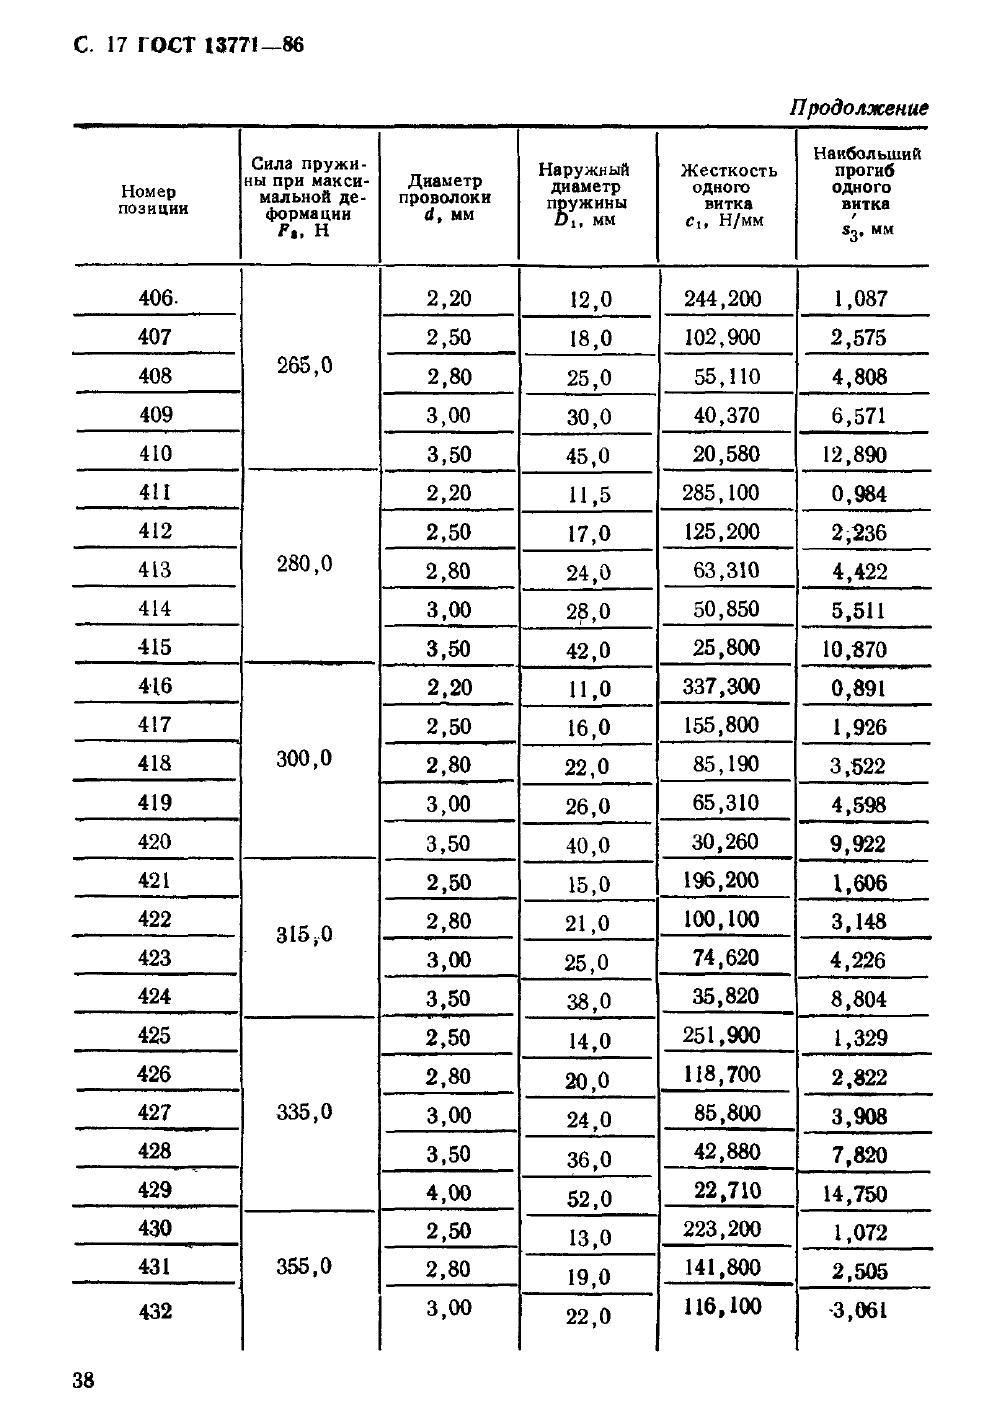 С. 17 ГОСТ 13771—86
Продолжение
Номер позиции | Сила пружи-ны при макси-мальной де-формации F₃, Н | Диаметр проволоки d, мм | Наружный диаметр пружины D₁, мм | Жесткость одного витка c₁, Н/мм | Наибольший прогиб одного витка s′₃, мм
406 | 265,0 | 2,20 | 12,0 | 244,200 | 1,087
407 | 2,50 | 18,0 | 102,900 | 2,575
408 | 2,80 | 25,0 | 55,110 | 4,808
409 | 3,00 | 30,0 | 40,370 | 6,571
410 | 3,50 | 45,0 | 20,580 | 12,890
411 | 280,0 | 2,20 | 11,5 | 285,100 | 0,984
412 | 2,50 | 17,0 | 125,200 | 2,236
413 | 2,80 | 24,0 | 63,310 | 4,422
414 | 3,00 | 28,0 | 50,850 | 5,511
415 | 3,50 | 42,0 | 25,800 | 10,870
416 | 300,0 | 2,20 | 11,0 | 337,300 | 0,891
417 | 2,50 | 16,0 | 155,800 | 1,926
418 | 2,80 | 22,0 | 85,190 | 3,522
419 | 3,00 | 26,0 | 65,310 | 4,598
420 | 3,50 | 40,0 | 30,260 | 9,922
421 | 315,0 | 2,50 | 15,0 | 196,200 | 1,606
422 | 2,80 | 21,0 | 100,100 | 3,148
423 | 3,00 | 25,0 | 74,620 | 4,226
424 | 3,50 | 38,0 | 35,820 | 8,804
425 | 335,0 | 2,50 | 14,0 | 251,900 | 1,329
426 | 2,80 | 20,0 | 118,700 | 2,822
427 | 3,00 | 24,0 | 85,800 | 3,908
428 | 3,50 | 36,0 | 42,880 | 7,820
429 | 4,00 | 52,0 | 22,710 | 14,750
430 | 355,0 | 2,50 | 13,0 | 223,200 | 1,072
431 | 2,80 | 19,0 | 141,800 | 2,505
432 | 3,00 | 22,0 | 116,100 | 3,061
38